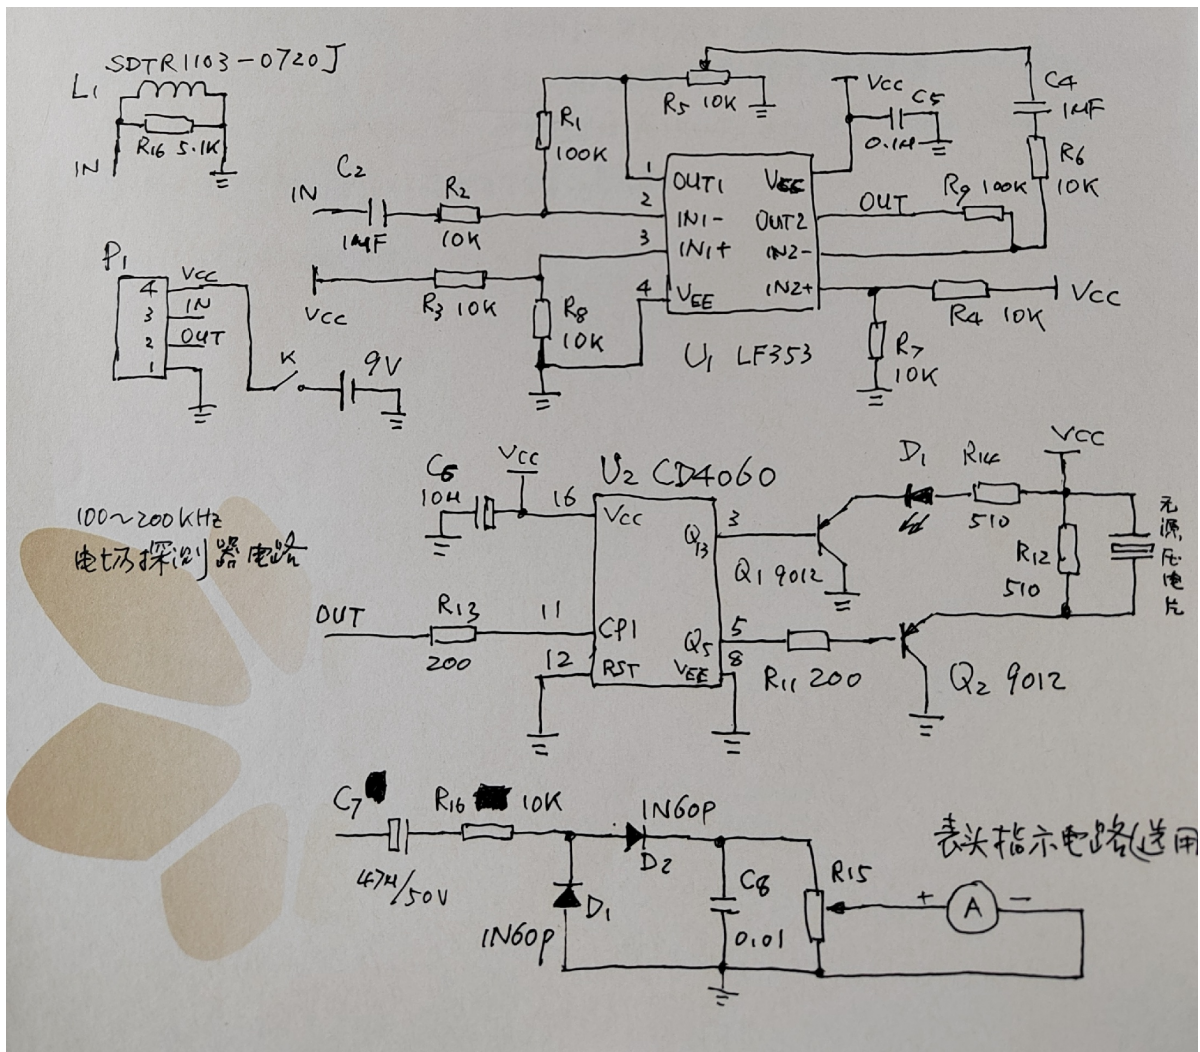 SDTR1103-0720J
L1
R16 5.1K
IN
R1
100K
R5 10K
VCC
C5
0.1μ
C4
1μF
R6
10K
C2
IN
1μF
R2
10K
1
2
3
4
OUT1
IN1-
IN1+
VEE
VEE
OUT2
IN2-
IN2+
OUT
R9 100K
VCC
R3 10K
R8
10K
R4 10K
VCC
R7
10K
U1 LF353
P1
4
3
2
1
VCC
IN
OUT
K
9V
100~200KHz
电场探测器电路
C6
10μ
VCC
U2 CD4060
16
VCC
Q13
3
Q1 9012
D1
R14
510
VCC
R12
510
无源压电片
OUT
R13
200
11
CP1
12
RST
Q5
5
VEE
8
R11 200
Q2 9012
C7
47μ/50V
R16
10K
1N60P
D2
D1
1N60P
C8
0.01
R15
+
A
-
表头指示电路(选用